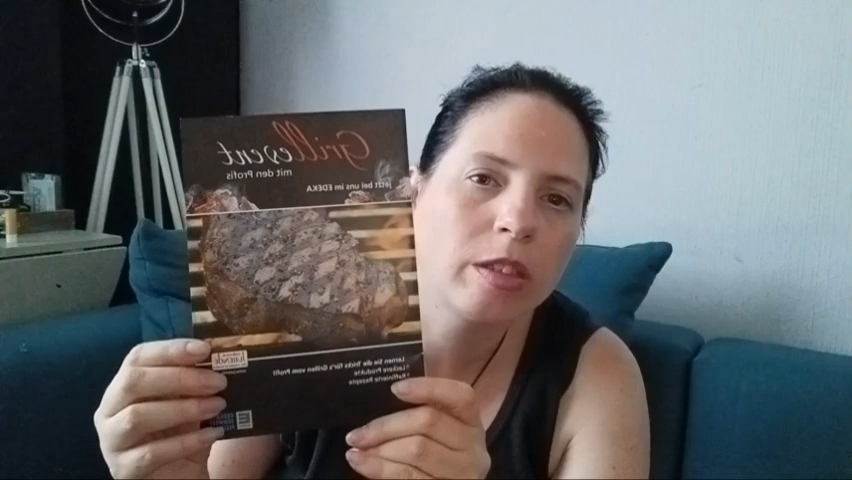 Grillevent
mit den Profis
jetzt bei uns im EDEKA
Lernen Sie die Tricks für's Grillen vom Profi!
• Leckere Produkte
• Raffinierte Rezepte